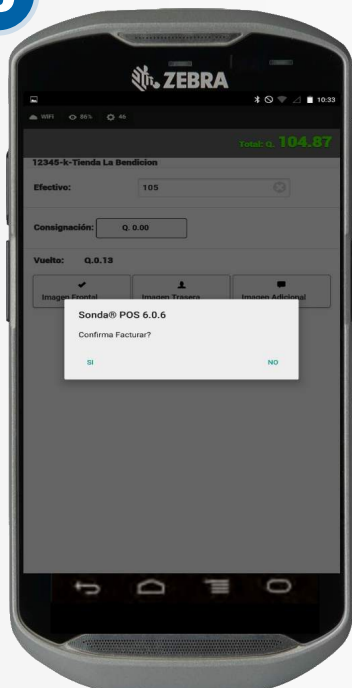 ZEBRA
10:33
WIFI 86% 46
Total: Q. 104.87
12345-k-Tienda La Bendicion
Efectivo: 105
Consignación: Q. 0.00
Vuelto: Q.0.13
Imagen Frontal Imagen Trasera Imagen Adicional
Sonda® POS 6.0.6
Confirma Facturar?
SI NO